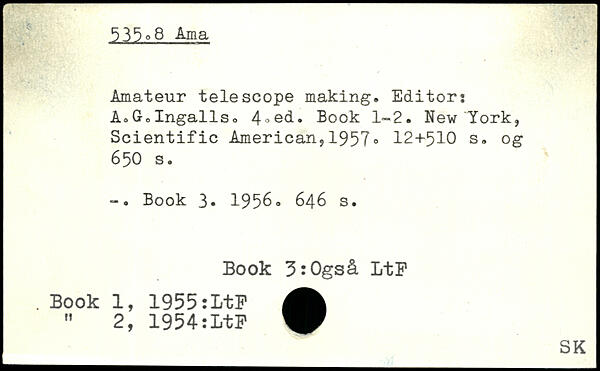 535.8 Ama
Amateur telescope making. Editor:
A.G.Ingalls. 4.ed. Book 1-2. New York,
Scientific American,1957. 12+510 s. og
650 s.
-. Book 3. 1956. 646 s.
Book 3:Også LtF
Book 1, 1955:LtF
" 2, 1954:LtF
SK